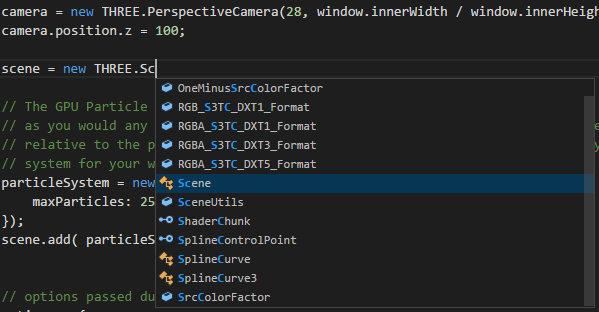 camera = new THREE.PerspectiveCamera(28, window.innerWidth / window.innerHeigh
camera.position.z = 100;
scene = new THREE.Sc
OneMinusSrcColorFactor
// The GPU Particle
RGB_S3TC_DXT1_Format
// as you would any
RGBA_S3TC_DXT1_Format
// relative to the p
RGBA_S3TC_DXT3_Format
// system for your w
RGBA_S3TC_DXT5_Format
particleSystem = new
Scene
maxParticles: 25
SceneUtils
});
ShaderChunk
scene.add( particleS
SplineControlPoint
SplineCurve
SplineCurve3
// options passed du
SrcColorFactor